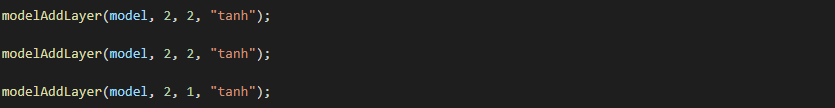 modelAddLayer(model, 2, 2, "tanh");
modelAddLayer(model, 2, 2, "tanh");
modelAddLayer(model, 2, 1, "tanh");